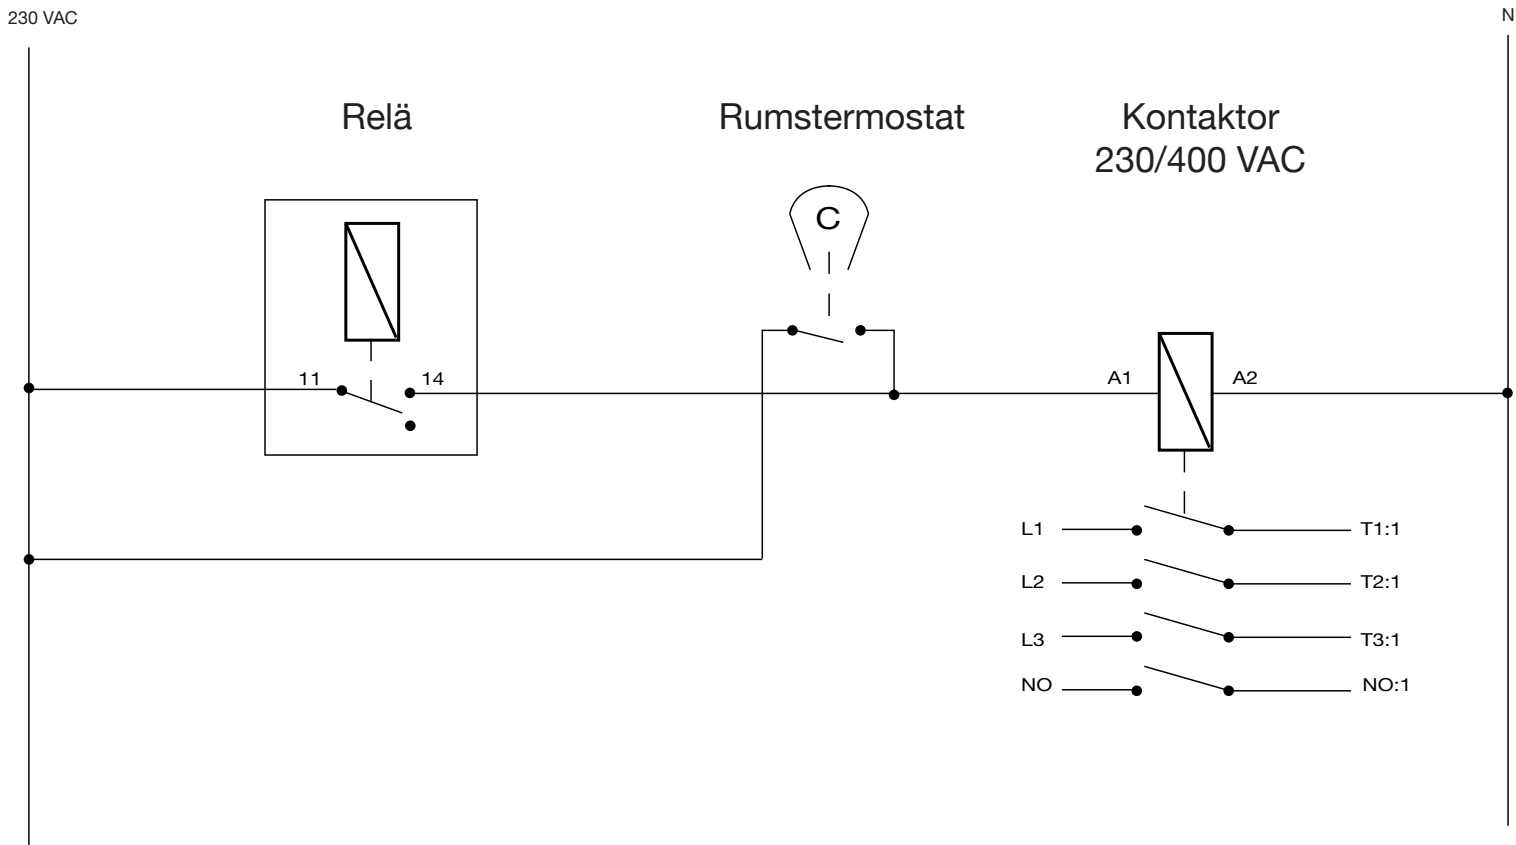 230 VAC
N
Relä
Rumstermostat
Kontaktor
230/400 VAC
C
11
14
A1
A2
L1
T1:1
L2
T2:1
L3
T3:1
NO
NO:1